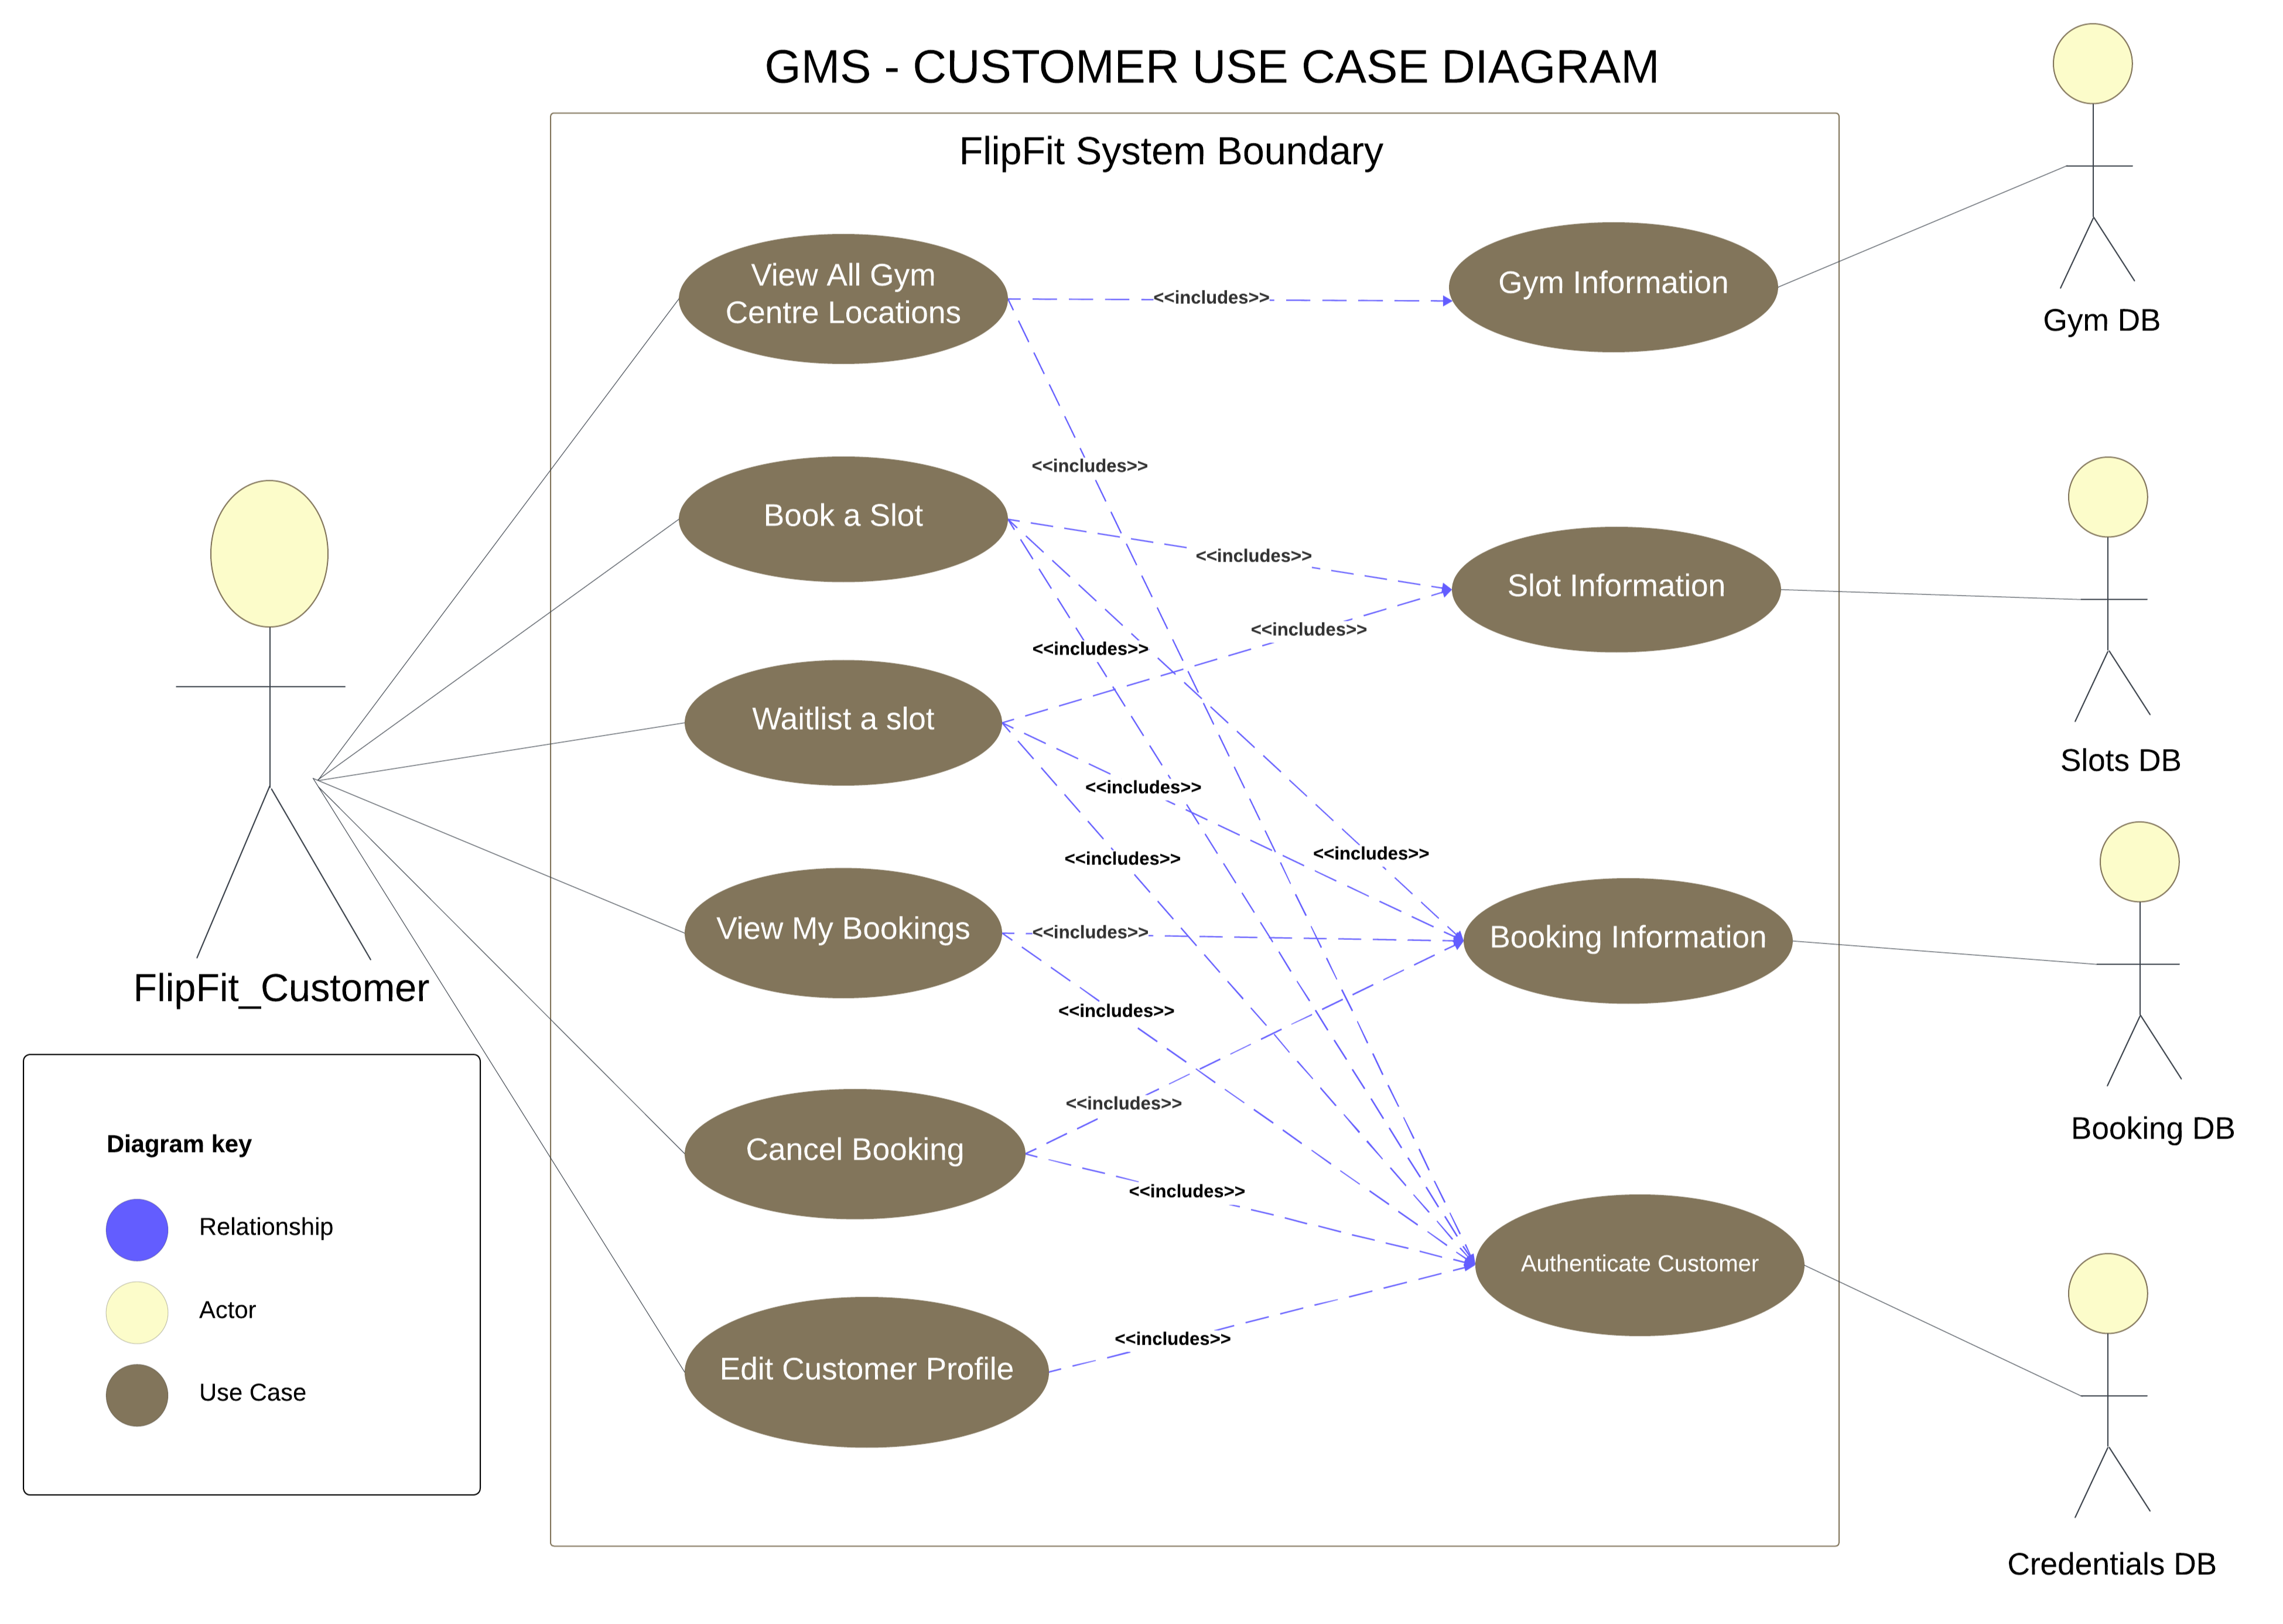 GMS - CUSTOMER USE CASE DIAGRAM
FlipFit System Boundary
View All Gym
Centre Locations
<<includes>>
Gym Information
Gym DB
<<includes>>
Book a Slot
<<includes>>
Slot Information
<<includes>>
<<includes>>
Waitlist a slot
Slots DB
<<includes>>
<<includes>>
<<includes>>
View My Bookings
<<includes>>
Booking Information
FlipFit_Customer
<<includes>>
<<includes>>
Booking DB
Cancel Booking
<<includes>>
Authenticate Customer
<<includes>>
Edit Customer Profile
Credentials DB
Diagram key
Relationship
Actor
Use Case